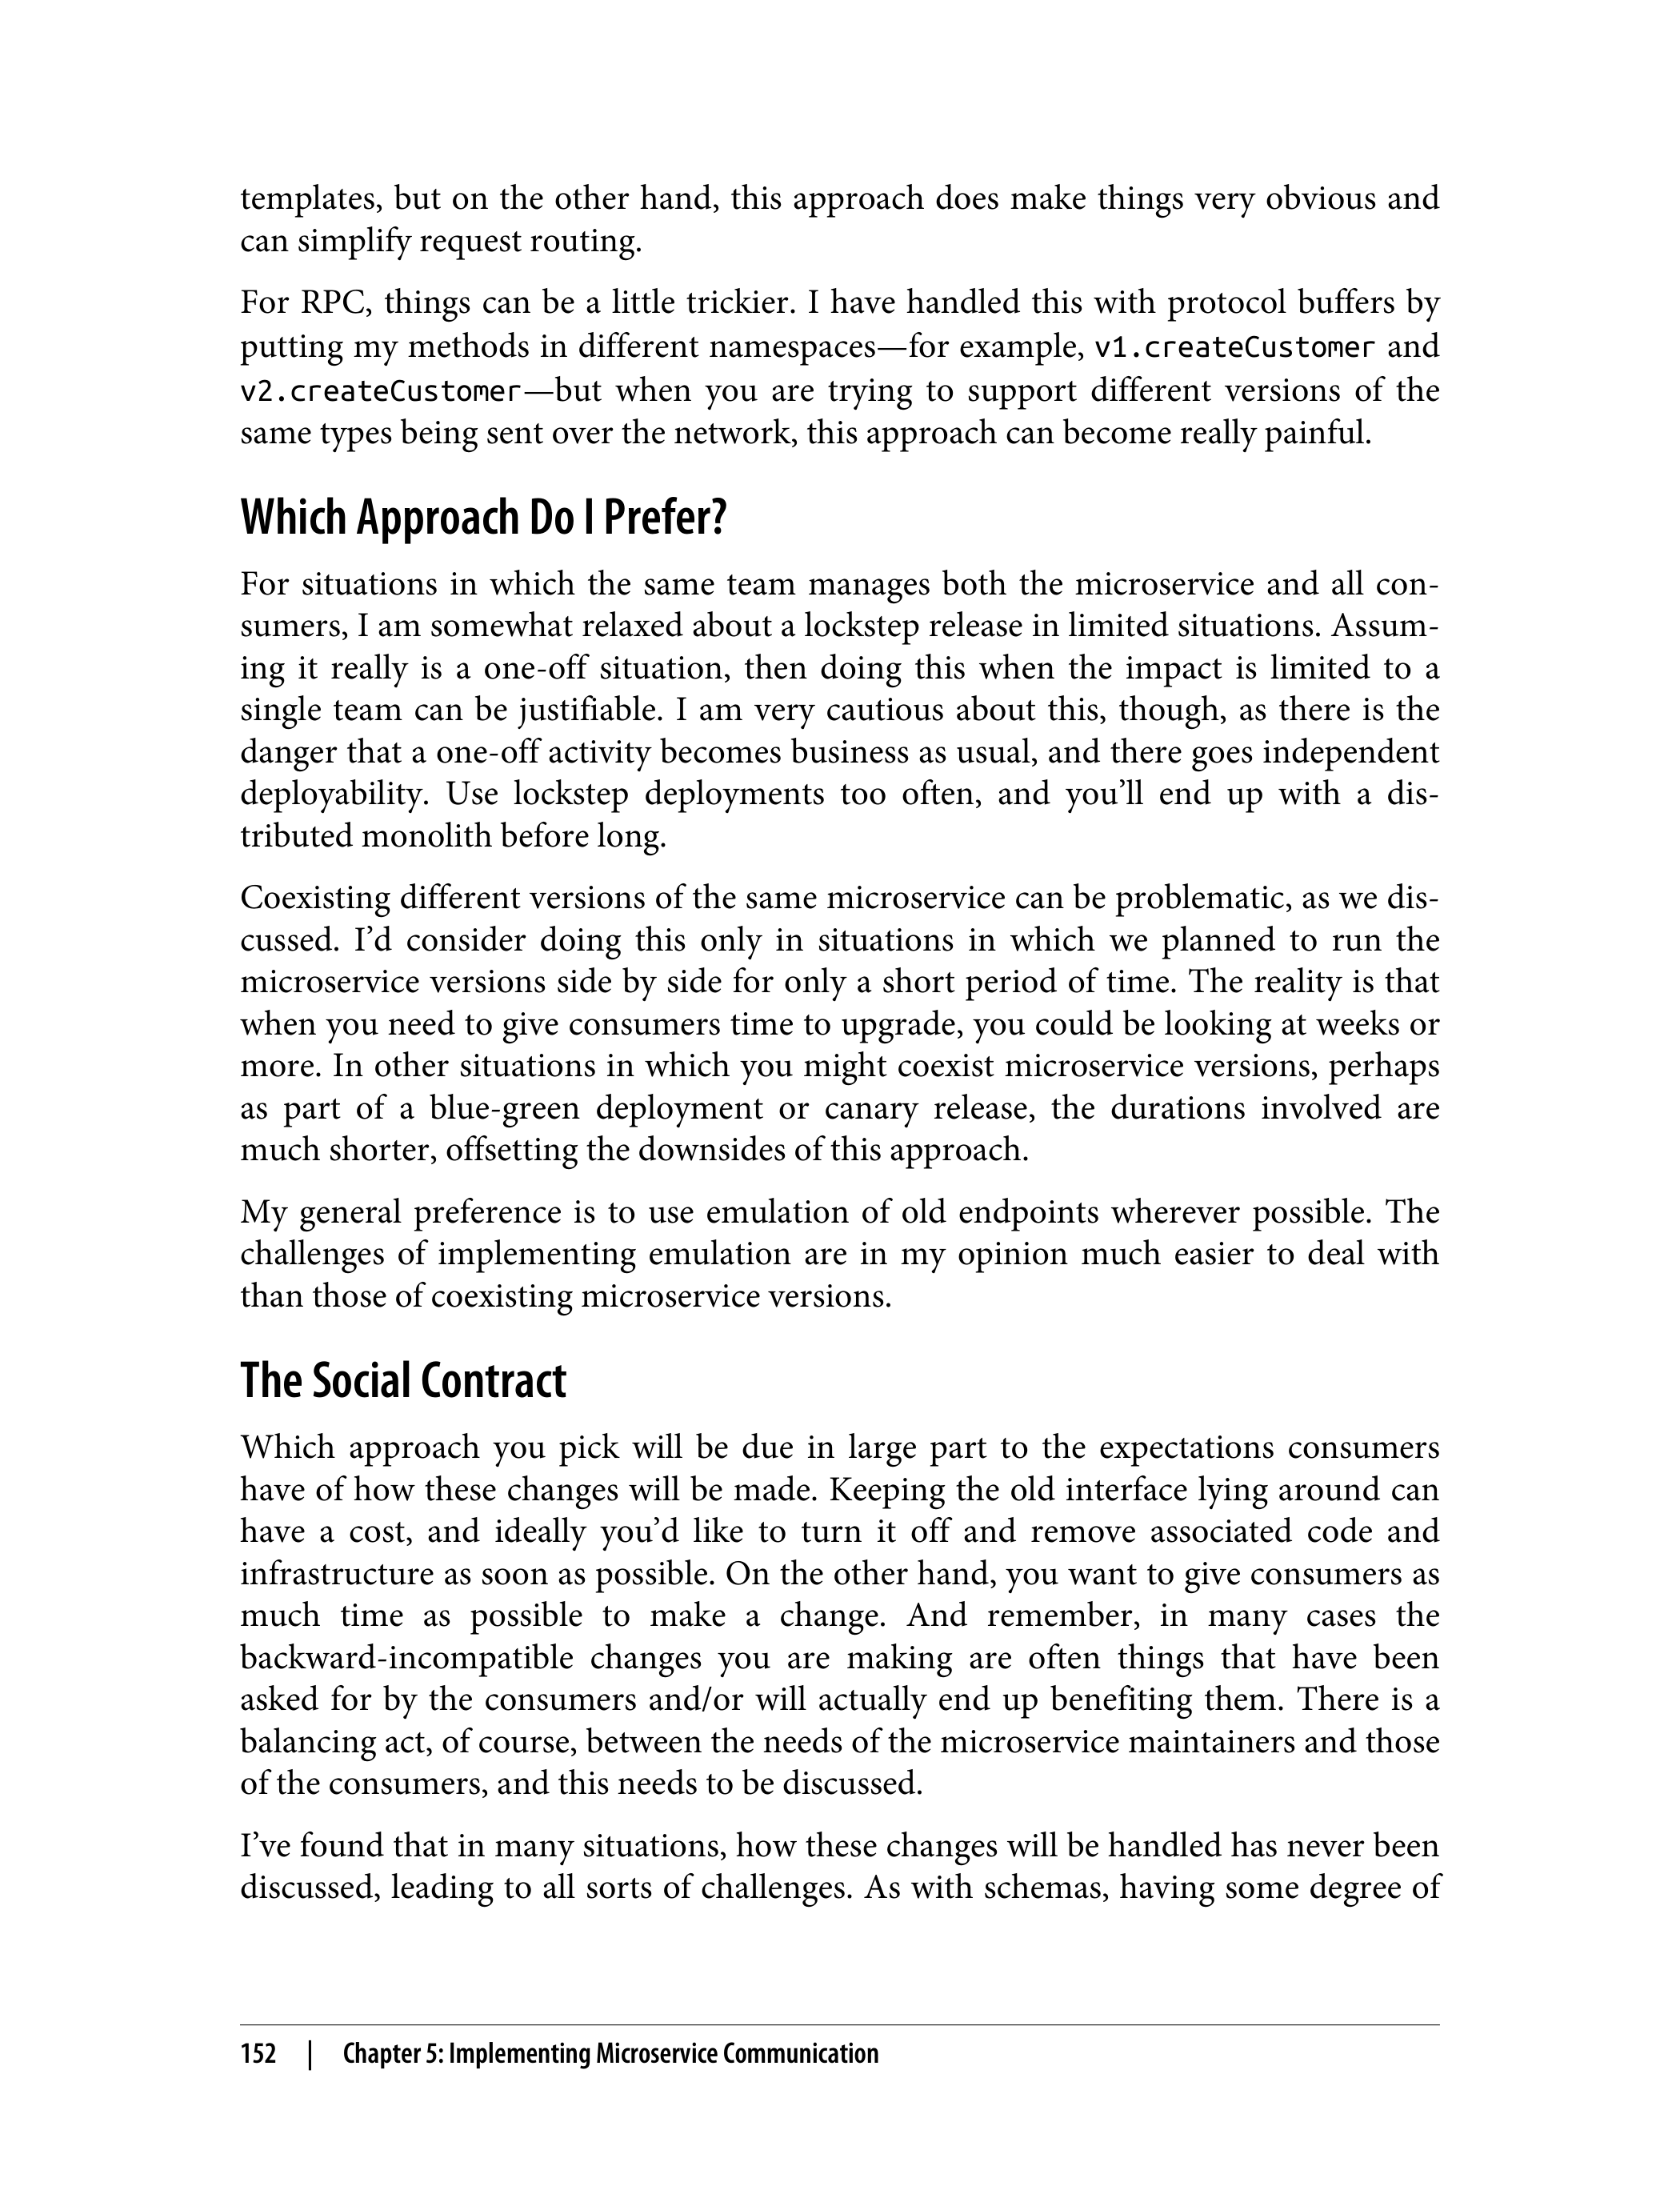 templates, but on the other hand, this approach does make things very obvious and
can simplify request routing.
For RPC, things can be a little trickier. I have handled this with protocol buffers by
putting my methods in different namespaces—for example, v1.createCustomer and
v2.createCustomer—but when you are trying to support different versions of the
same types being sent over the network, this approach can become really painful.
Which Approach Do I Prefer?
For situations in which the same team manages both the microservice and all con-
sumers, I am somewhat relaxed about a lockstep release in limited situations. Assum-
ing it really is a one-off situation, then doing this when the impact is limited to a
single team can be justifiable. I am very cautious about this, though, as there is the
danger that a one-off activity becomes business as usual, and there goes independent
deployability. Use lockstep deployments too often, and you’ll end up with a dis-
tributed monolith before long.
Coexisting different versions of the same microservice can be problematic, as we dis-
cussed. I’d consider doing this only in situations in which we planned to run the
microservice versions side by side for only a short period of time. The reality is that
when you need to give consumers time to upgrade, you could be looking at weeks or
more. In other situations in which you might coexist microservice versions, perhaps
as part of a blue-green deployment or canary release, the durations involved are
much shorter, offsetting the downsides of this approach.
My general preference is to use emulation of old endpoints wherever possible. The
challenges of implementing emulation are in my opinion much easier to deal with
than those of coexisting microservice versions.
The Social Contract
Which approach you pick will be due in large part to the expectations consumers
have of how these changes will be made. Keeping the old interface lying around can
have a cost, and ideally you’d like to turn it off and remove associated code and
infrastructure as soon as possible. On the other hand, you want to give consumers as
much time as possible to make a change. And remember, in many cases the
backward-incompatible changes you are making are often things that have been
asked for by the consumers and/or will actually end up benefiting them. There is a
balancing act, of course, between the needs of the microservice maintainers and those
of the consumers, and this needs to be discussed.
I’ve found that in many situations, how these changes will be handled has never been
discussed, leading to all sorts of challenges. As with schemas, having some degree of
152 | Chapter 5: Implementing Microservice Communication